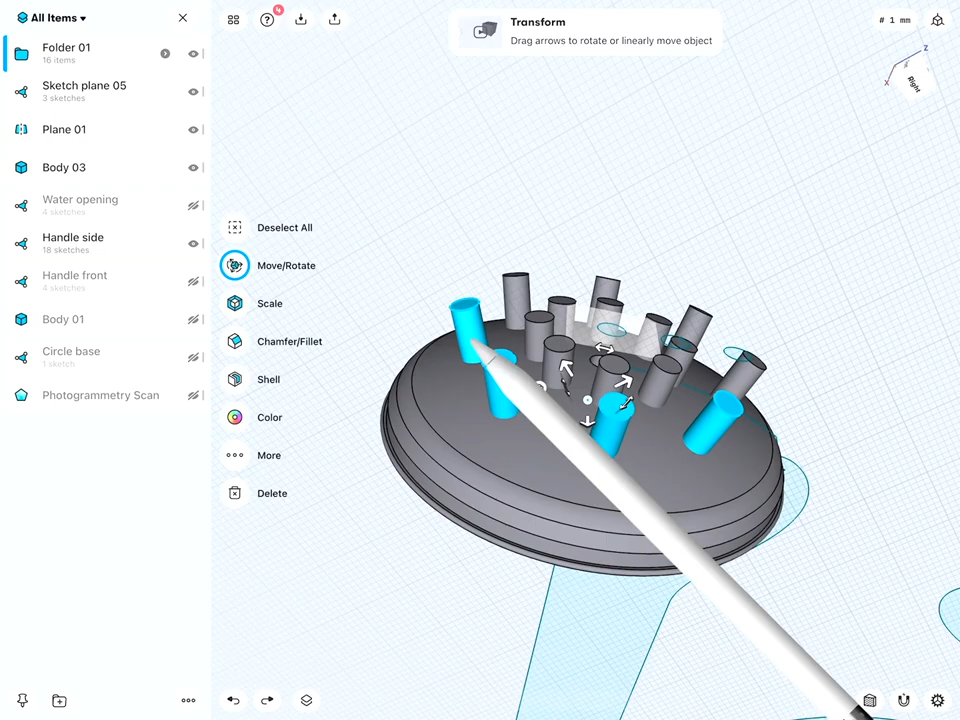 All Items
Folder 01
16 items
Sketch plane 05
3 sketches
Plane 01
Body 03
Water opening
4 sketches
Handle side
18 sketches
Handle front
4 sketches
Body 01
Circle base
1 sketch
Photogrammetry Scan
4
Transform
Drag arrows to rotate or linearly move object
# 1 mm
Z
X
Right
Deselect All
Move/Rotate
Scale
Chamfer/Fillet
Shell
Color
More
Delete